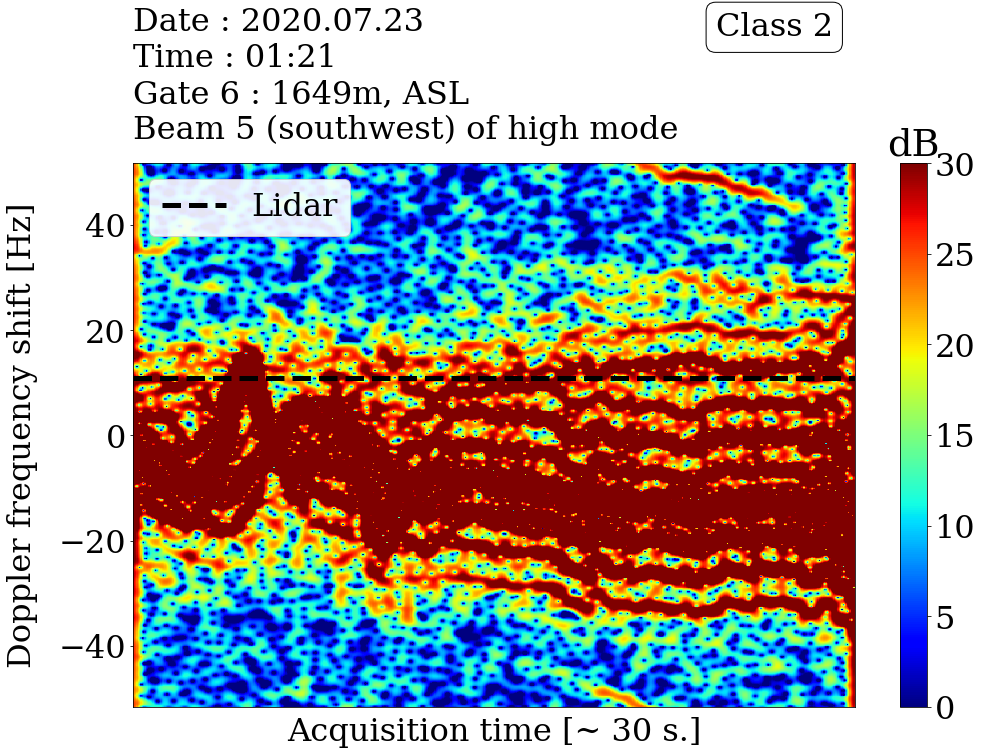 Date : 2020.07.23
Time : 01:21
Gate 6 : 1649m, ASL
Beam 5 (southwest) of high mode
Class 2
dB
Lidar
Doppler frequency shift [Hz]
40
20
0
−20
−40
30
25
20
15
10
5
0
Acquisition time [~ 30 s.]